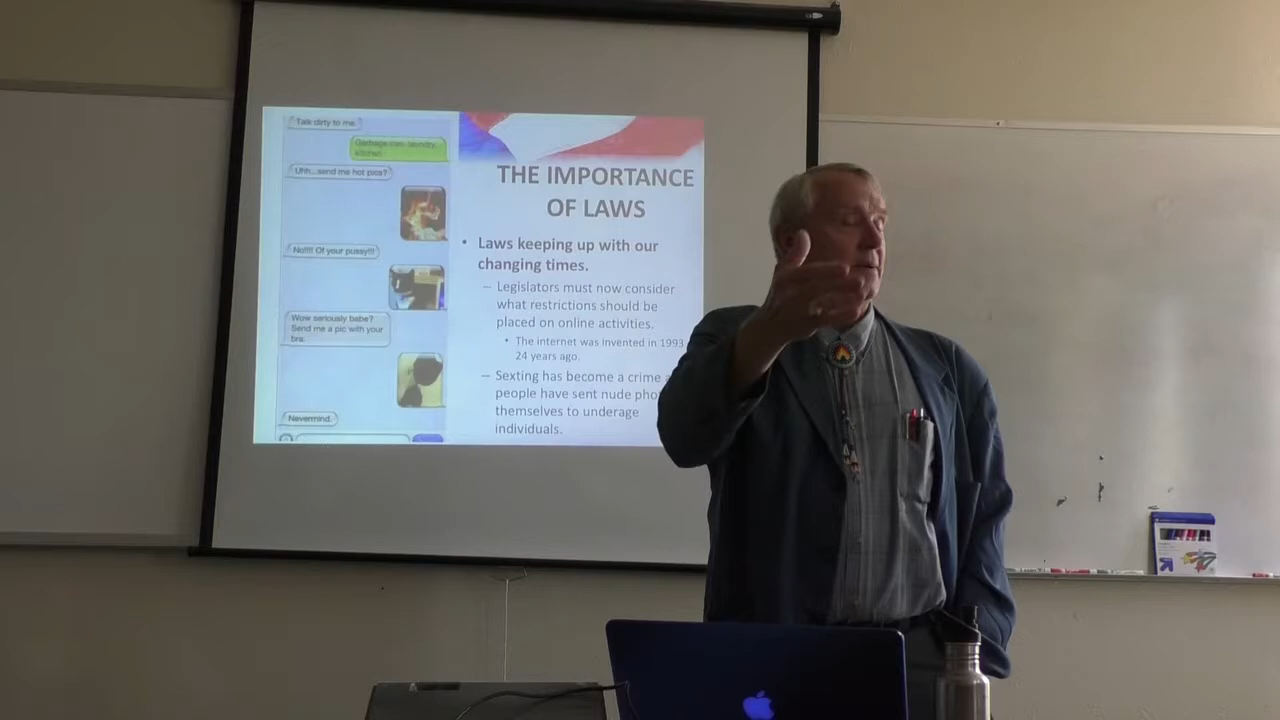 Talk dirty to me.
Garbage can, laundry,
kitchen
Uhh...send me hot pics?
No!!!! Of your pussy!!!
Wow seriously babe?
Send me a pic with your
bra.
Nevermind.
THE IMPORTANCE
OF LAWS
• Laws keeping up with our
changing times.
– Legislators must now consider
what restrictions should be
placed on online activities.
• The internet was invented in 1993
24 years ago.
– Sexting has become a crime
people have sent nude pho
themselves to underage
individuals.